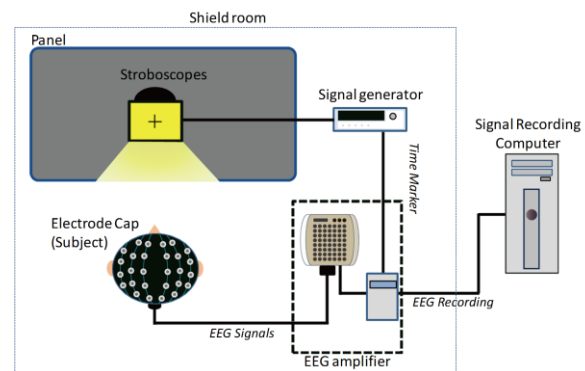 Shield room
Panel
Stroboscopes
Signal generator
Signal Recording
Computer
Time Marker
Electrode Cap
(Subject)
EEG Signals
EEG Recording
EEG amplifier